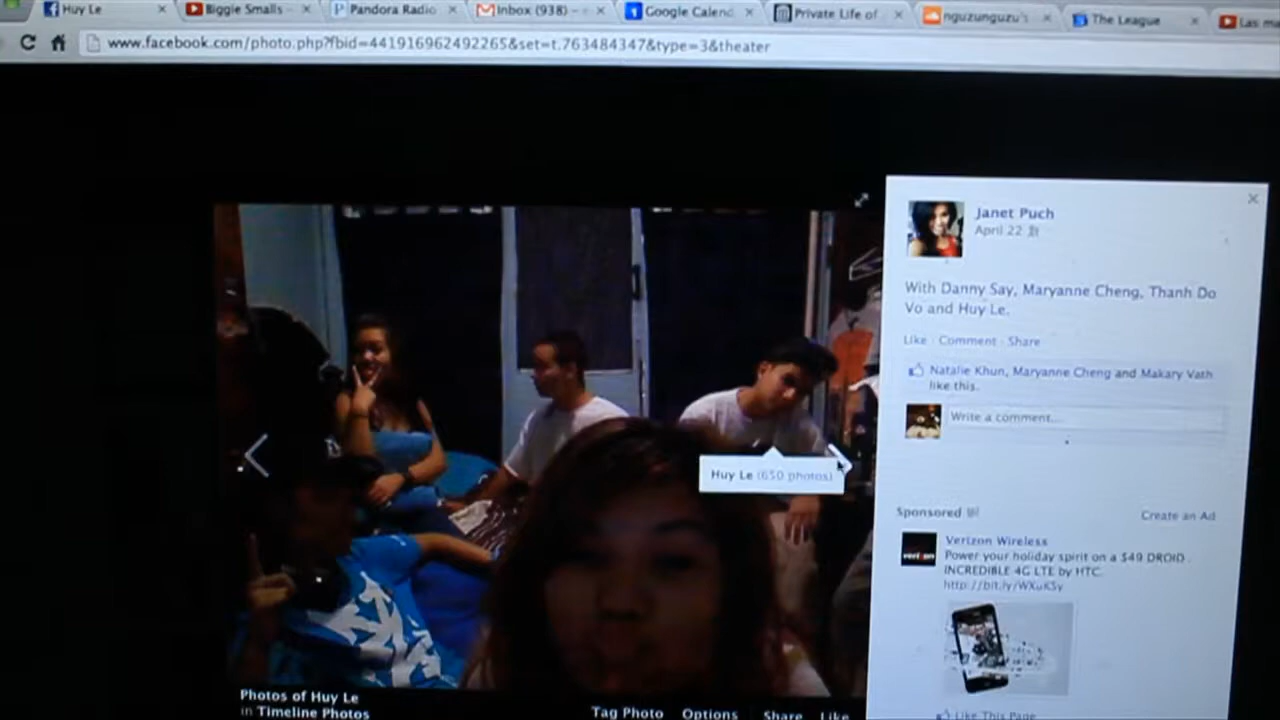 Huy Le
Biggie Smalls –
Pandora Radio
Inbox (938) –
Google Calend
Private Life of
nguzunguzu's
The League
Las
www.facebook.com/photo.php?fbid=441916962492265&set=t.763484347&type=3&theater
Janet Puch
April 22
With Danny Say, Maryanne Cheng, Thanh Do
Vo and Huy Le.
Like · Comment · Share
Natalie Khun, Maryanne Cheng and Makary Vath
like this.
Write a comment...
Huy Le (650 photos)
Sponsored
Create an Ad
Verizon Wireless
Power your holiday spirit on a $49 DROID
INCREDIBLE 4G LTE by HTC.
http://bit.ly/WXuKSy
Photos of Huy Le
in Timeline Photos
Tag Photo
Options
Share
Like
Like This Page